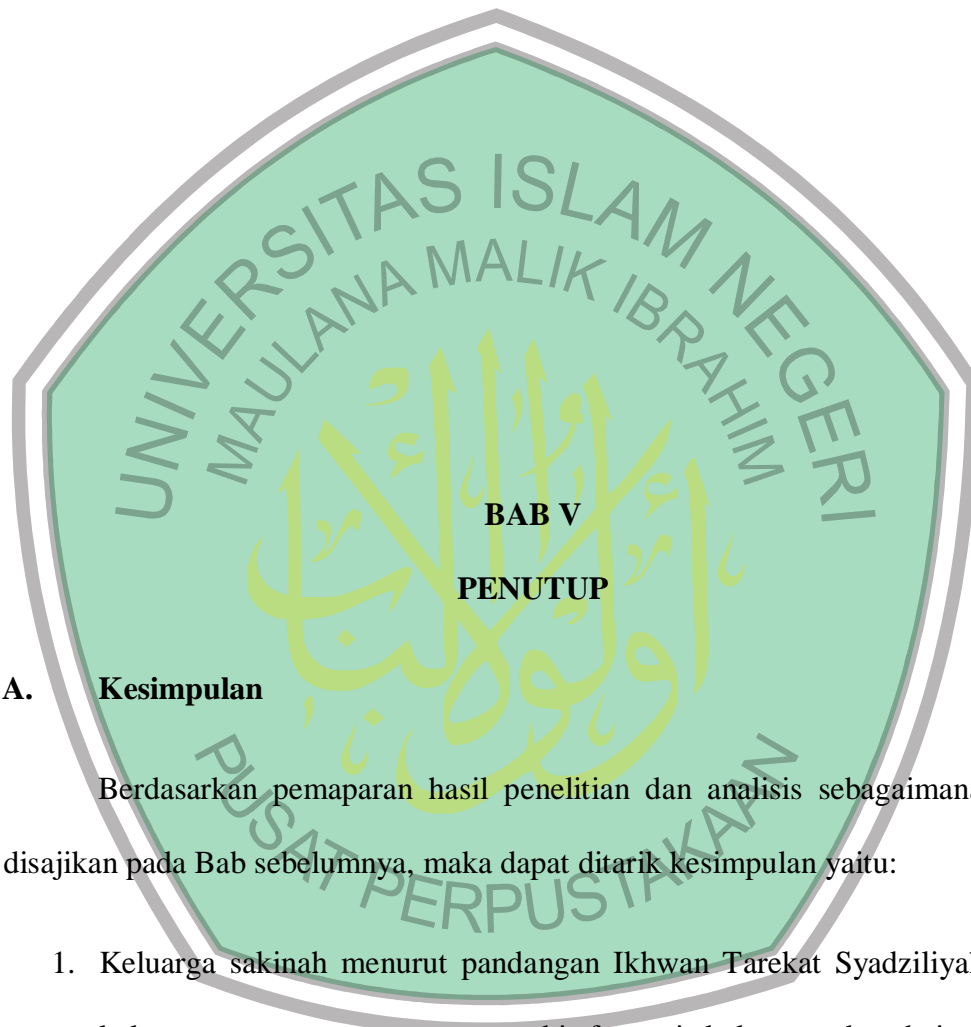 UNIVERSITAS ISLAM NEGERI
MAULANA MALIK IBRAHIM
BAB V
PENUTUP
A. Kesimpulan
Berdasarkan pemaparan hasil penelitian dan analisis sebagaimana
disajikan pada Bab sebelumnya, maka dapat ditarik kesimpulan yaitu:
1. Keluarga sakinah menurut pandangan Ikhwan Tarekat Syadziliyah
PUSAT PERPUSTAKAAN